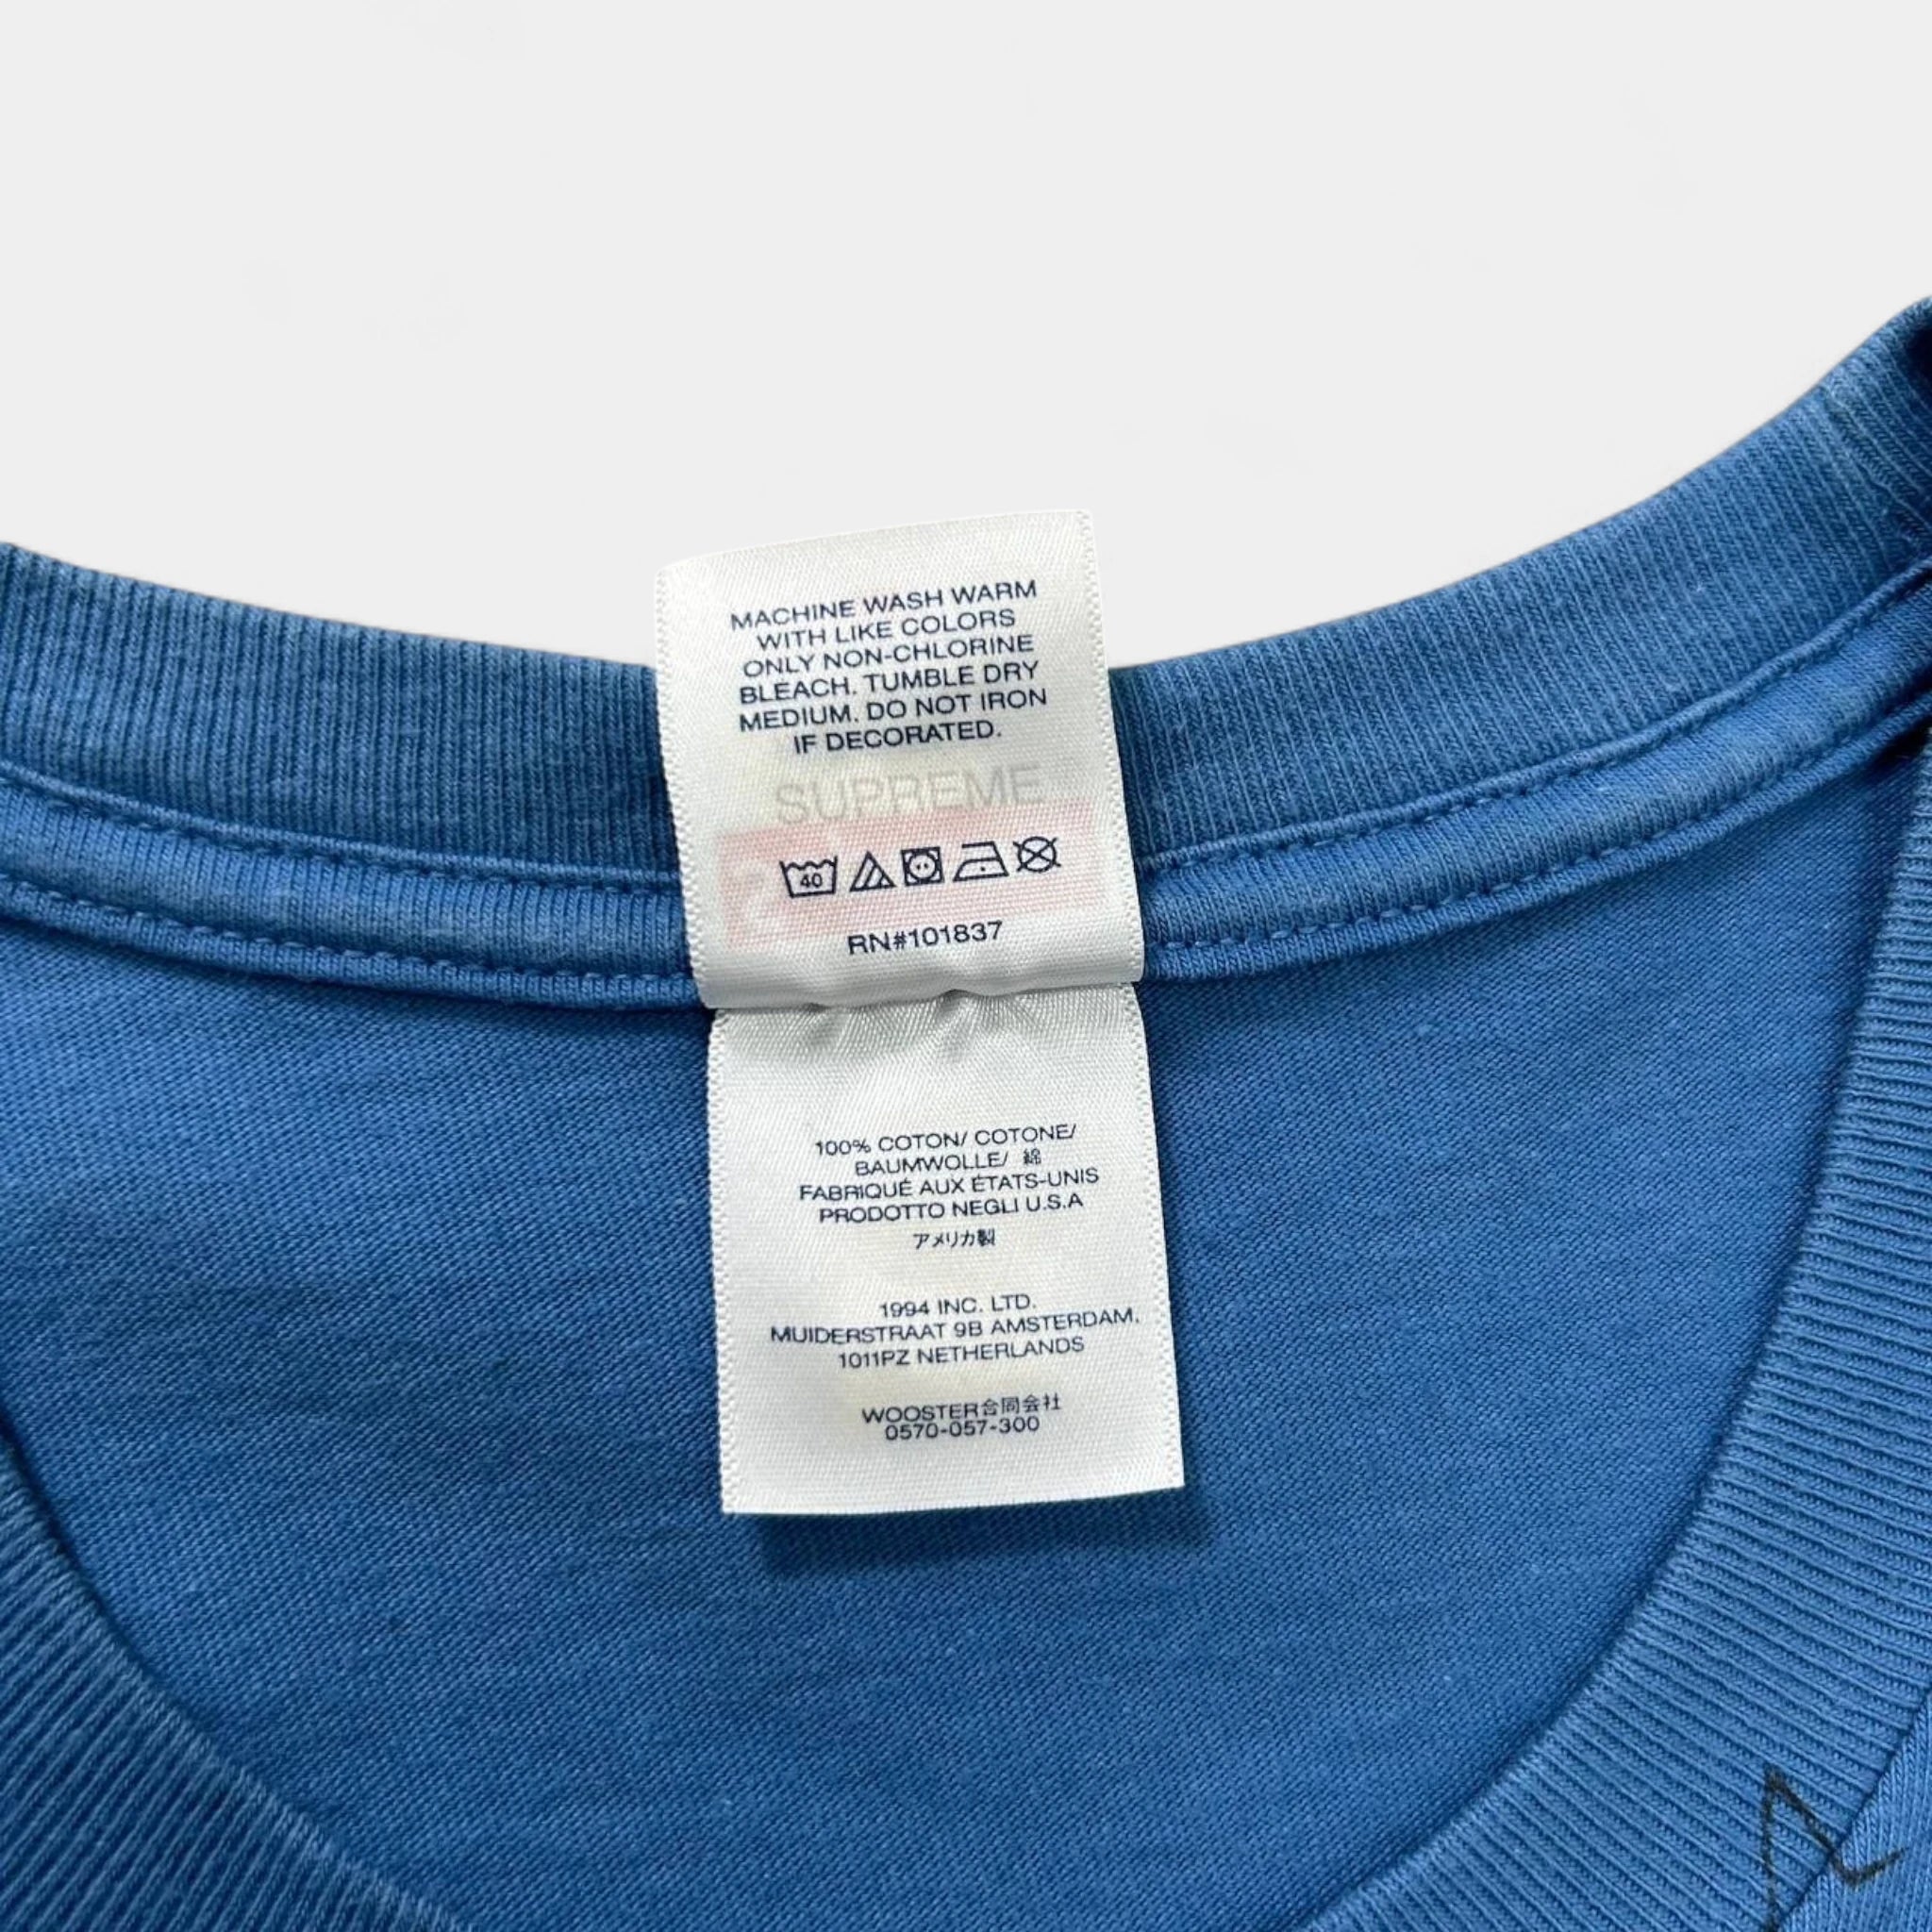 MACHINE WASH WARM
WITH LIKE COLORS
ONLY NON-CHLORINE
BLEACH. TUMBLE DRY
MEDIUM. DO NOT IRON
IF DECORATED.
SUPREME
40
RN#101837
100% COTON/ COTONE/
BAUMWOLLE/ 綿
FABRIQUÉ AUX ÉTATS-UNIS
PRODOTTO NEGLI U.S.A
アメリカ製
1994 INC. LTD.
MUIDERSTRAAT 9B AMSTERDAM,
1011PZ NETHERLANDS
WOOSTER合同会社
0570-057-300